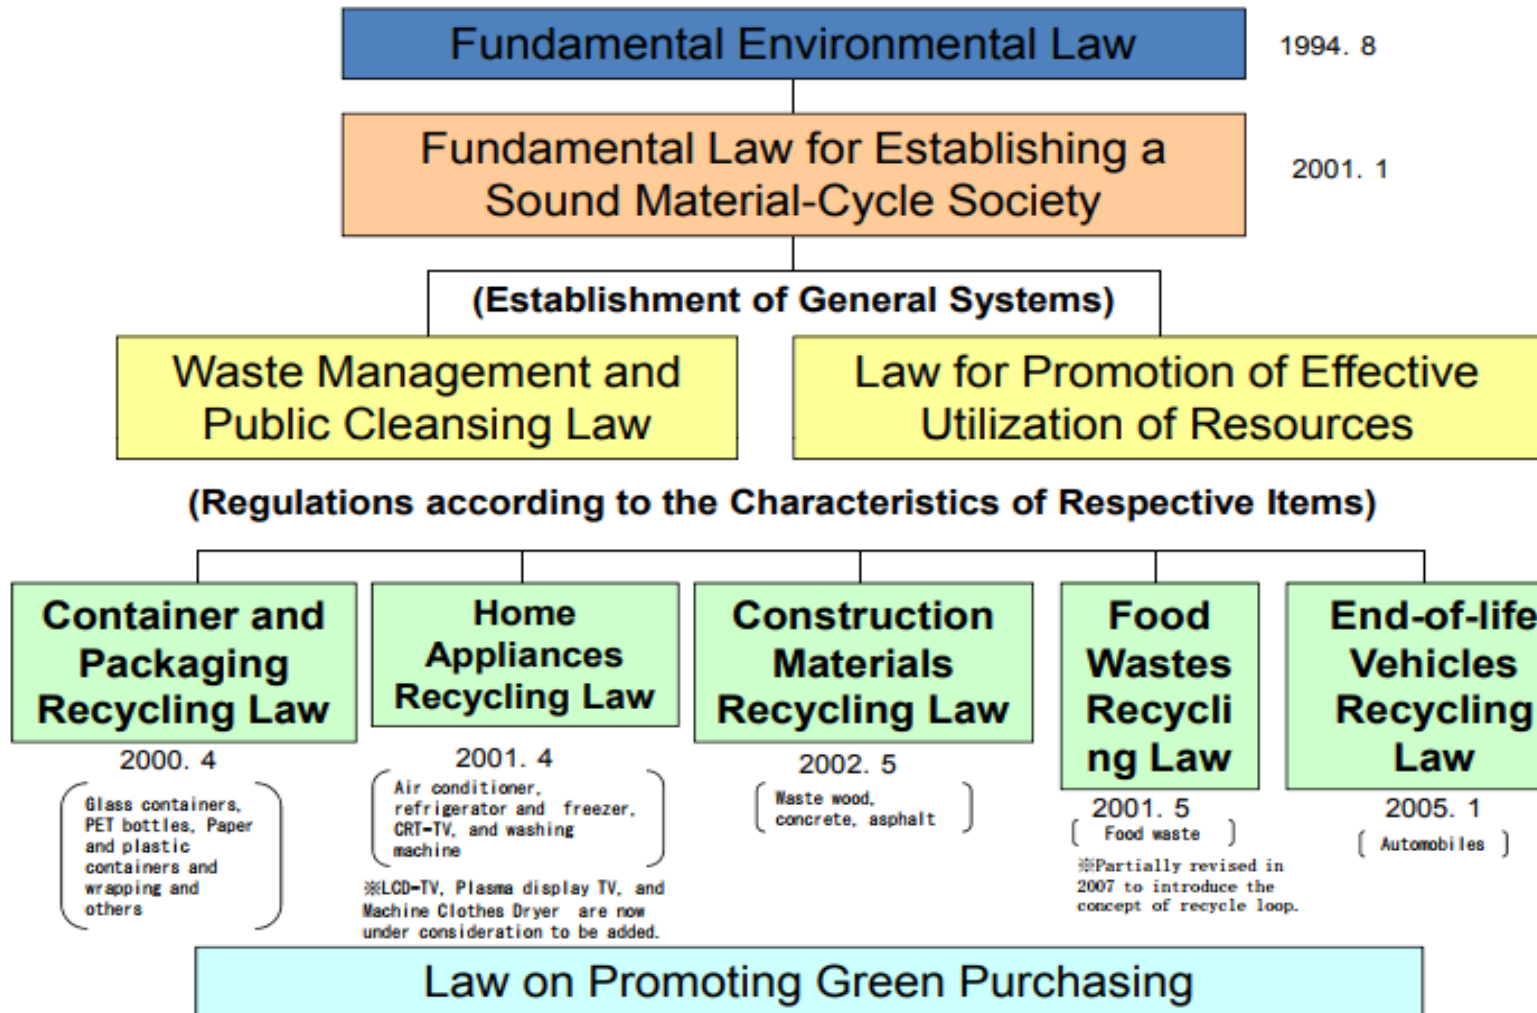 Fundamental Environmental Law
1994. 8
Fundamental Law for Establishing a
Sound Material-Cycle Society
2001. 1
(Establishment of General Systems)
Waste Management and
Public Cleansing Law
Law for Promotion of Effective
Utilization of Resources
(Regulations according to the Characteristics of Respective Items)
Container and
Packaging
Recycling Law
2000. 4
Glass containers,
PET bottles, Paper
and plastic
containers and
wrapping and
others
Home
Appliances
Recycling Law
2001. 4
Air conditioner,
refrigerator and freezer,
CRT-TV, and washing
machine
※LCD-TV, Plasma display TV, and
Machine Clothes Dryer are now
under consideration to be added.
Construction
Materials
Recycling Law
2002. 5
Waste wood,
concrete, asphalt
Food
Wastes
Recycli
ng Law
2001. 5
Food waste
※Partially revised in
2007 to introduce the
concept of recycle loop.
End-of-life
Vehicles
Recycling
Law
2005. 1
Automobiles
Law on Promoting Green Purchasing